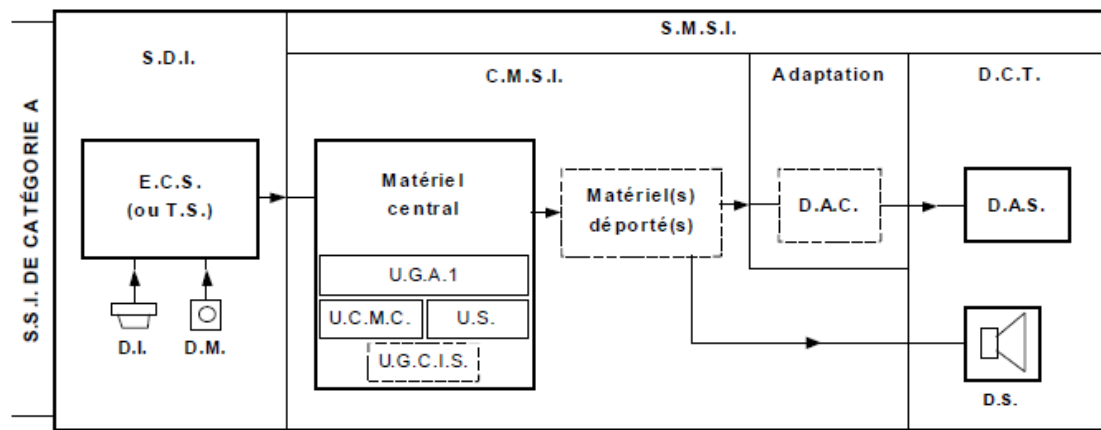 S.S.I. DE CATÉGORIE A
S.D.I.
S.M.S.I.
C.M.S.I.
Adaptation
D.C.T.
E.C.S.
(ou T.S.)
D.I.
D.M.
Matériel
central
U.G.A.1
U.C.M.C.
U.S.
U.G.C.I.S.
Matériel(s)
déporté(s)
D.A.C.
D.A.S.
D.S.